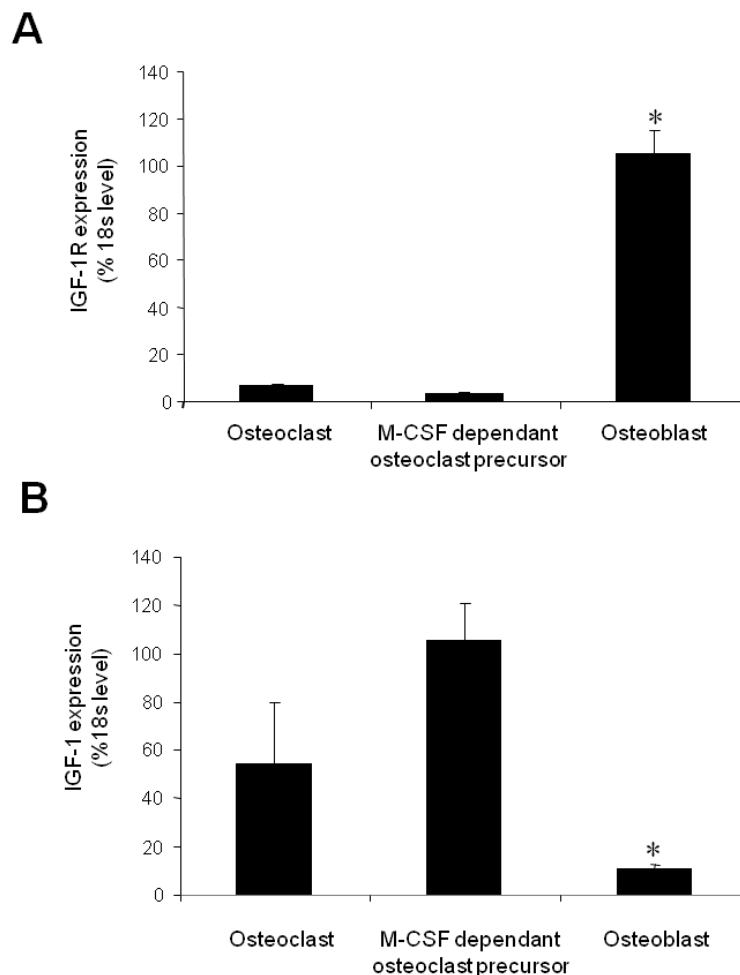 A
140
120
100
80
60
40
20
0
IGF-1R expression
(% 18s level)
*
Osteoclast
M-CSF dependant
osteoclast precursor
Osteoblast
B
140
120
100
80
60
40
20
0
IGF-1 expression
(%18s level)
*
Osteoclast
M-CSF dependant
osteoclast precursor
Osteoblast